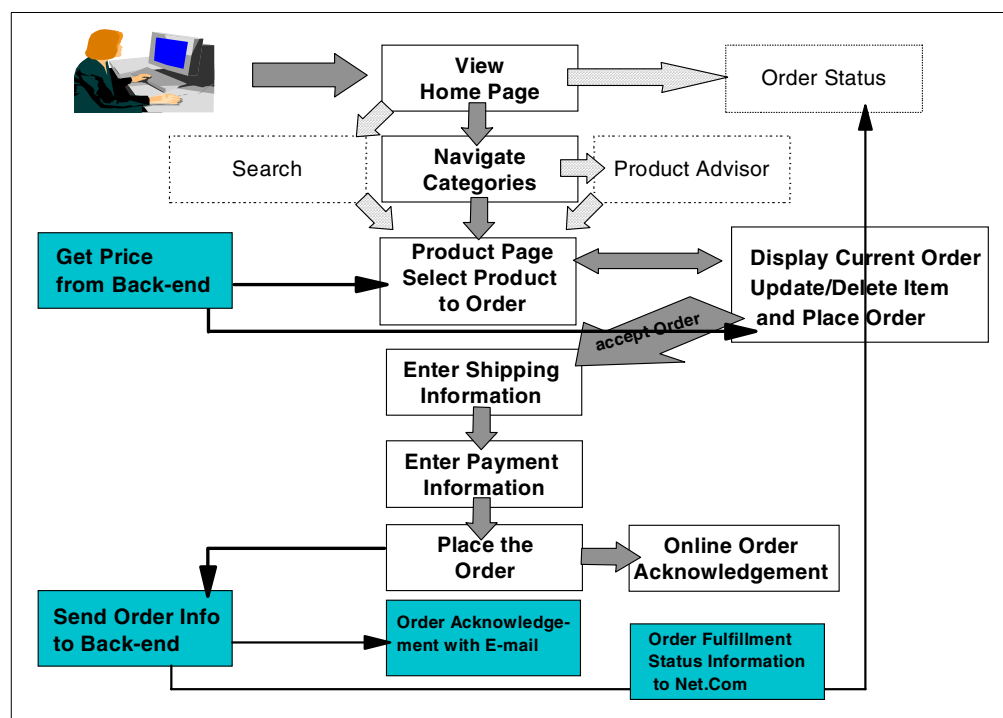 View
Home Page
Order Status
Search
Navigate
Categories
Product Advisor
Get Price
from Back-end
Product Page
Select Product
to Order
Display Current Order
Update/Delete Item
and Place Order
accept Order
Enter Shipping
Information
Enter Payment
Information
Place the
Order
Online Order
Acknowledgement
Send Order Info
to Back-end
Order Acknowledge-
ment with E-mail
Order Fulfillment
Status Information
to Net.Com